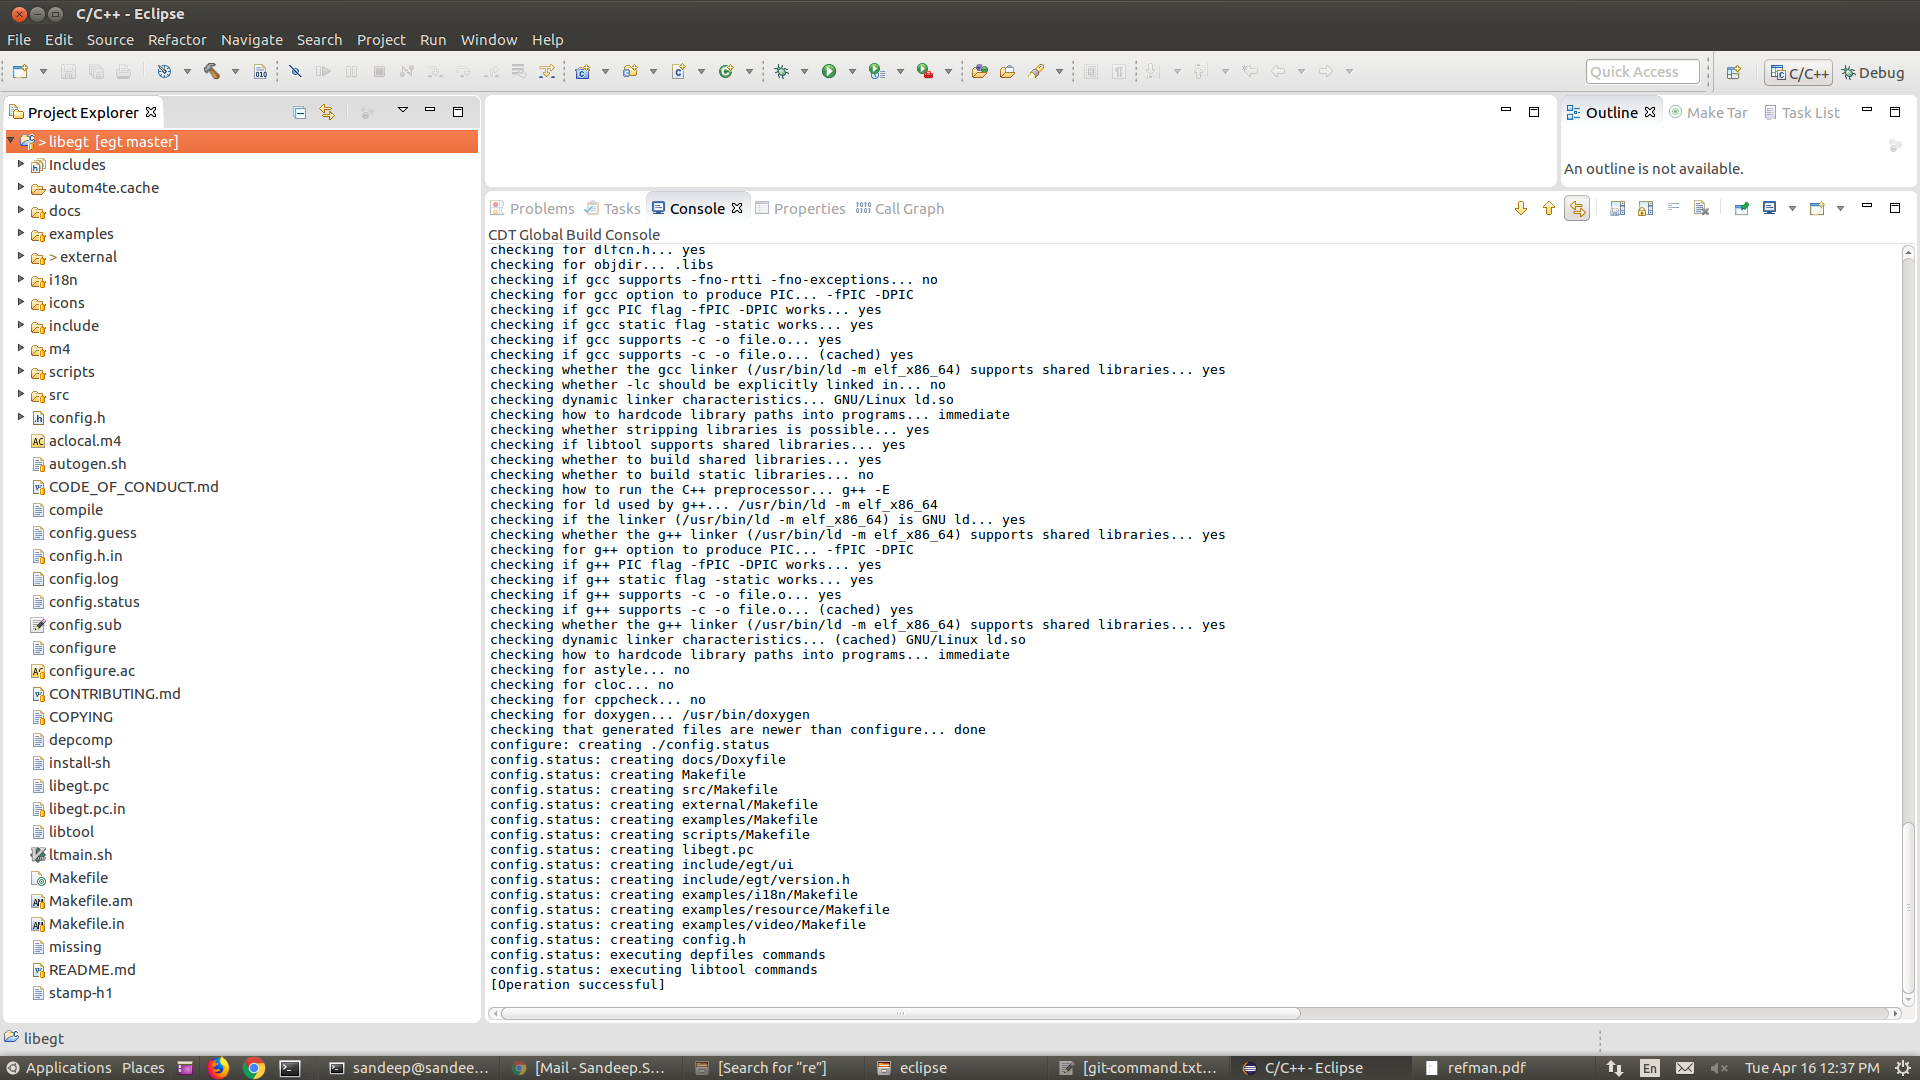 C/C++ - Eclipse
File Edit Source Refactor Navigate Search Project Run Window Help
Quick Access C/C++ Debug
Project Explorer
> libegt [egt master]
Includes
autom4te.cache
docs
examples
> external
i18n
icons
include
m4
scripts
src
config.h
aclocal.m4
autogen.sh
CODE_OF_CONDUCT.md
compile
config.guess
config.h.in
config.log
config.status
config.sub
configure
configure.ac
CONTRIBUTING.md
COPYING
depcomp
install-sh
libegt.pc
libegt.pc.in
libtool
ltmain.sh
Makefile
Makefile.am
Makefile.in
missing
README.md
stamp-h1
Outline Make Tar Task List
An outline is not available.
Problems Tasks Console Properties Call Graph
CDT Global Build Console
checking for dlfcn.h... yes
checking for objdir... .libs
checking if gcc supports -fno-rtti -fno-exceptions... no
checking for gcc option to produce PIC... -fPIC -DPIC
checking if gcc PIC flag -fPIC -DPIC works... yes
checking if gcc static flag -static works... yes
checking if gcc supports -c -o file.o... yes
checking if gcc supports -c -o file.o... (cached) yes
checking whether the gcc linker (/usr/bin/ld -m elf_x86_64) supports shared libraries... yes
checking whether -lc should be explicitly linked in... no
checking dynamic linker characteristics... GNU/Linux ld.so
checking how to hardcode library paths into programs... immediate
checking whether stripping libraries is possible... yes
checking if libtool supports shared libraries... yes
checking whether to build shared libraries... yes
checking whether to build static libraries... no
checking how to run the C++ preprocessor... g++ -E
checking for ld used by g++... /usr/bin/ld -m elf_x86_64
checking if the linker (/usr/bin/ld -m elf_x86_64) is GNU ld... yes
checking whether the g++ linker (/usr/bin/ld -m elf_x86_64) supports shared libraries... yes
checking for g++ option to produce PIC... -fPIC -DPIC
checking if g++ PIC flag -fPIC -DPIC works... yes
checking if g++ static flag -static works... yes
checking if g++ supports -c -o file.o... yes
checking if g++ supports -c -o file.o... (cached) yes
checking whether the g++ linker (/usr/bin/ld -m elf_x86_64) supports shared libraries... yes
checking dynamic linker characteristics... (cached) GNU/Linux ld.so
checking how to hardcode library paths into programs... immediate
checking for astyle... no
checking for cloc... no
checking for cppcheck... no
checking for doxygen... /usr/bin/doxygen
checking that generated files are newer than configure... done
configure: creating ./config.status
config.status: creating docs/Doxyfile
config.status: creating Makefile
config.status: creating src/Makefile
config.status: creating external/Makefile
config.status: creating examples/Makefile
config.status: creating scripts/Makefile
config.status: creating libegt.pc
config.status: creating include/egt/ui
config.status: creating include/egt/version.h
config.status: creating examples/i18n/Makefile
config.status: creating examples/resource/Makefile
config.status: creating examples/video/Makefile
config.status: creating config.h
config.status: executing depfiles commands
config.status: executing libtool commands
[Operation successful]
libegt
Applications Places sandeep@sandee... [Mail - Sandeep.S... [Search for “re”] eclipse [git-command.txt... C/C++ - Eclipse refman.pdf En Tue Apr 16 12:37 PM